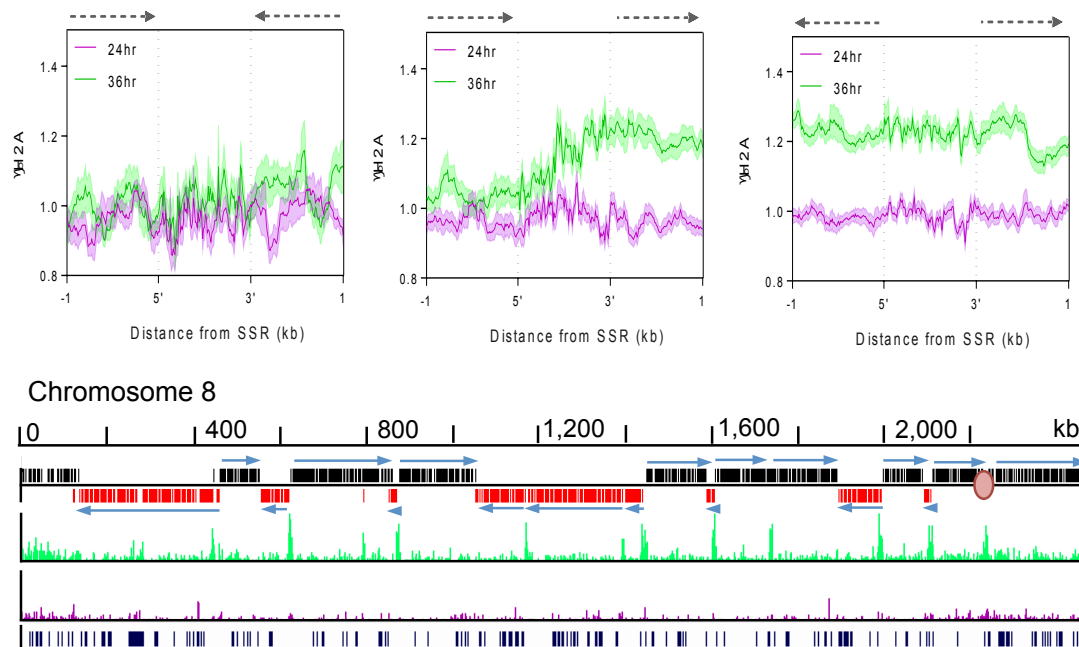 24hr
36hr
1.4
1.2
1.0
0.8
γH2A
-1 5' 3' 1
Distance from SSR (kb)
24hr
36hr
1.4
1.2
1.0
0.8
γH2A
-1 5' 3' 1
Distance from SSR (kb)
24hr
36hr
1.4
1.2
1.0
0.8
γH2A
-1 5' 3' 1
Distance from SSR (kb)
Chromosome 8
0 400 800 1,200 1,600 2,000 kb